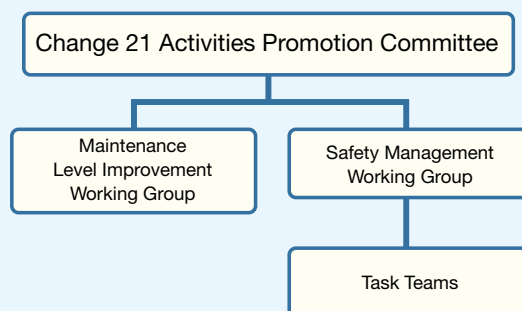 Change 21 Activities Promotion Committee
Maintenance
Level Improvement
Working Group
Safety Management
Working Group
Task Teams